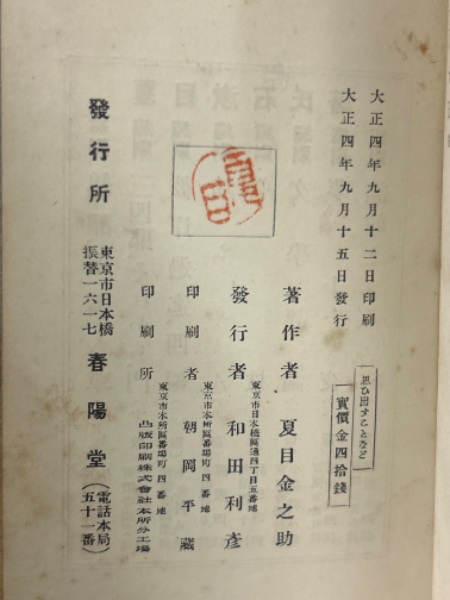 大正四年九月十二日印刷
大正四年九月十五日發行
思ひ出すことなど
實價金四拾錢
著作者 夏目金之助
東京市日本橋區通四丁目五番地
發行者 和田利彥
東京市本所區番場町四番地
印刷者 朝岡平藏
東京市本所區番場町四番地
印刷所 凸版印刷株式會社本所分工場
發行所 東京市日本橋 春陽堂 (電話本局
振替一六一七 五十一番)